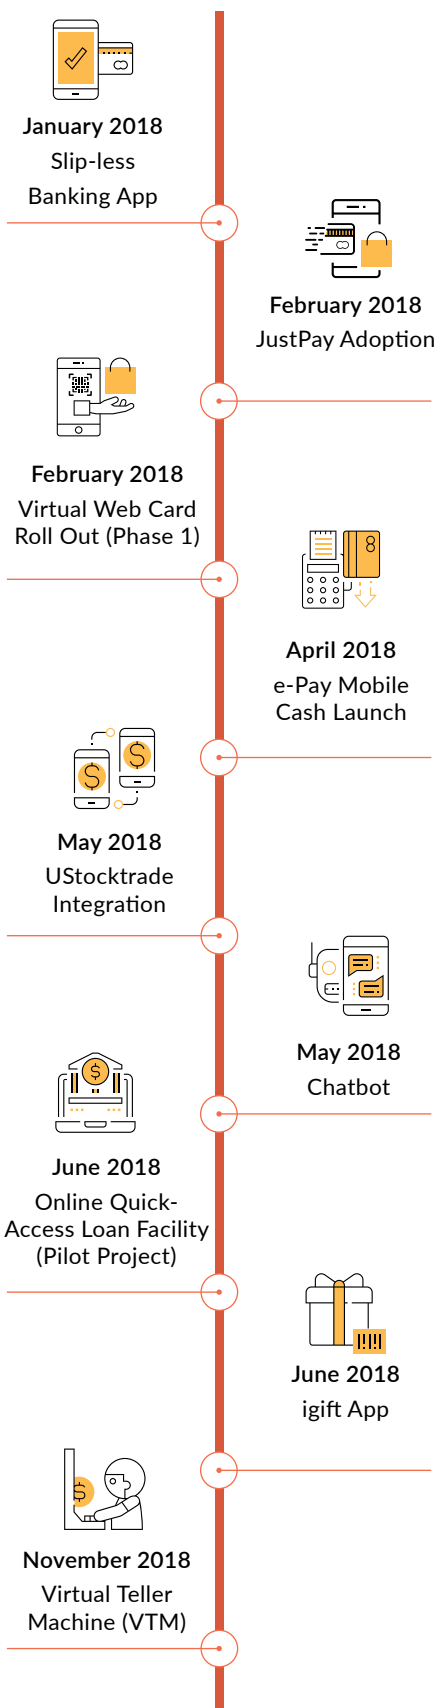 January 2018
Slip-less
Banking App
February 2018
JustPay Adoption
February 2018
Virtual Web Card
Roll Out (Phase 1)
April 2018
e-Pay Mobile
Cash Launch
May 2018
UStocktrade
Integration
May 2018
Chatbot
June 2018
Online Quick-
Access Loan Facility
(Pilot Project)
June 2018
igift App
November 2018
Virtual Teller
Machine (VTM)